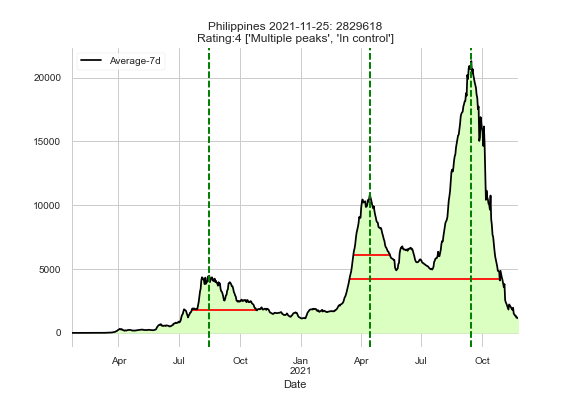 Philippines 2021-11-25: 2829618
Rating:4 ['Multiple peaks', 'In control']
Average-7d
20000
15000
10000
5000
0
Apr
Jul
Oct
Jan
2021
Apr
Jul
Oct
Date